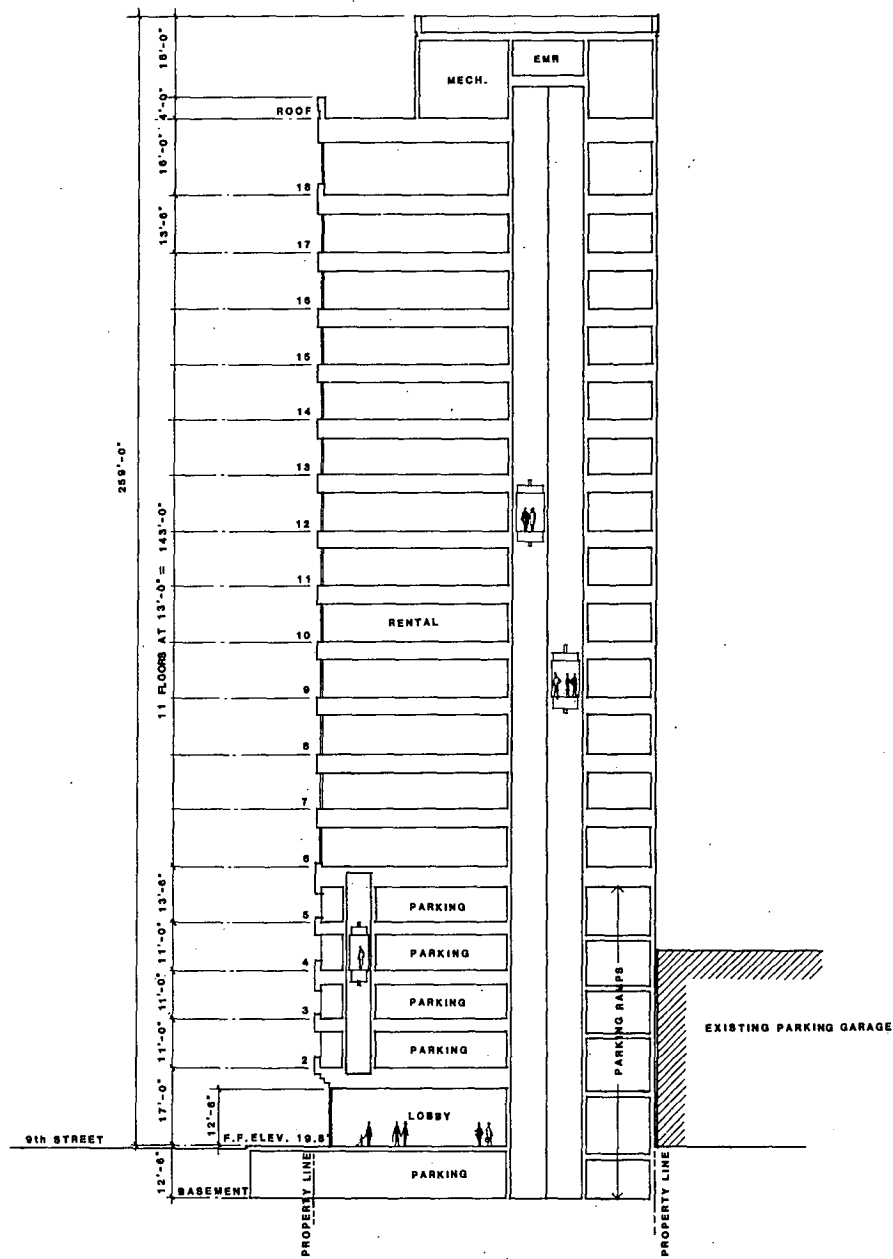 EMR
MECH.
15'-0"
4'-0"
ROOF
16'-0"
18
13'-6"
17
16
15
14
13
259'-0"
12
11 FLOORS AT 13'-0" = 143'-0"
11
RENTAL
10
9
8
7
6
13'-6"
PARKING
5
11'-0"
PARKING
4
11'-0"
PARKING
3
11'-0"
PARKING
2
PARKING RAMPS
EXISTING PARKING GARAGE
17'-0"
12'-6"
LOBBY
9th STREET
F.F.ELEV. 19.8'
12'-6"
PARKING
BASEMENT
PROPERTY LINE
PROPERTY LINE